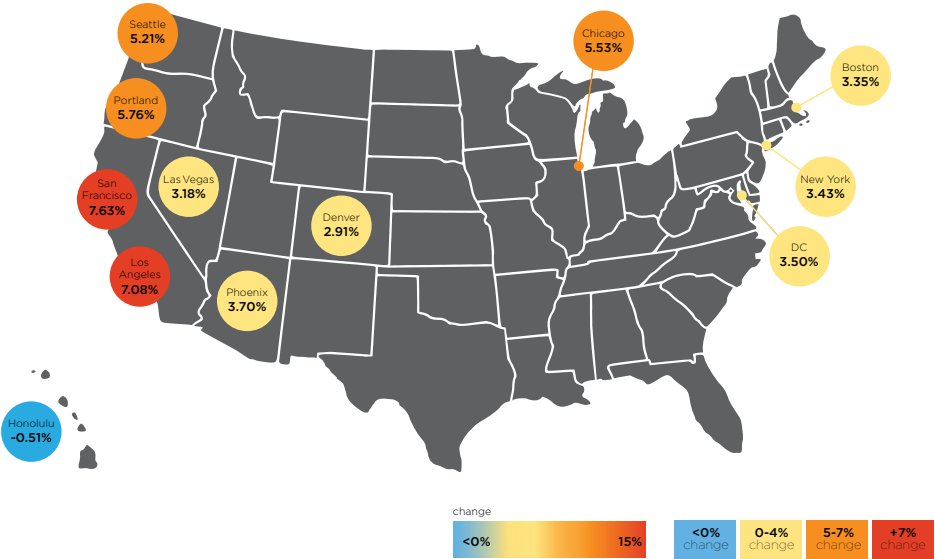 Seattle
5.21%
Portland
5.76%
San
Francisco
7.63%
Las Vegas
3.18%
Los
Angeles
7.08%
Phoenix
3.70%
Denver
2.91%
Chicago
5.53%
Boston
3.35%
New York
3.43%
DC
3.50%
Honolulu
-0.51%
change
<0%
15%
<0%
change
0-4%
change
5-7%
change
+7%
change